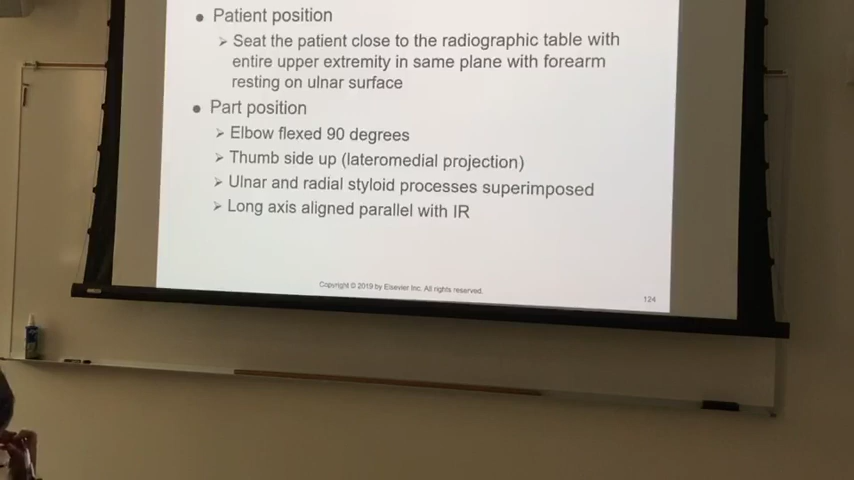 • Patient position
➢ Seat the patient close to the radiographic table with
entire upper extremity in same plane with forearm
resting on ulnar surface
• Part position
➢ Elbow flexed 90 degrees
➢ Thumb side up (lateromedial projection)
➢ Ulnar and radial styloid processes superimposed
➢ Long axis aligned parallel with IR
Copyright © 2019 by Elsevier Inc. All rights reserved.
124